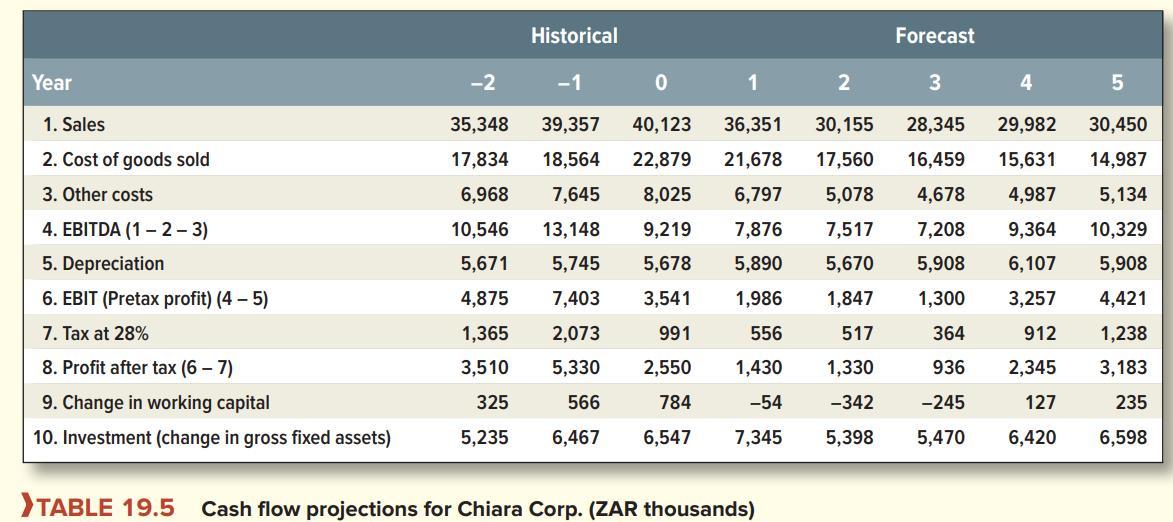 Historical Forecast
Year –2 –1 0 1 2 3 4 5
1. Sales 35,348 39,357 40,123 36,351 30,155 28,345 29,982 30,450
2. Cost of goods sold 17,834 18,564 22,879 21,678 17,560 16,459 15,631 14,987
3. Other costs 6,968 7,645 8,025 6,797 5,078 4,678 4,987 5,134
4. EBITDA (1 – 2 – 3) 10,546 13,148 9,219 7,876 7,517 7,208 9,364 10,329
5. Depreciation 5,671 5,745 5,678 5,890 5,670 5,908 6,107 5,908
6. EBIT (Pretax profit) (4 – 5) 4,875 7,403 3,541 1,986 1,847 1,300 3,257 4,421
7. Tax at 28% 1,365 2,073 991 556 517 364 912 1,238
8. Profit after tax (6 – 7) 3,510 5,330 2,550 1,430 1,330 936 2,345 3,183
9. Change in working capital 325 566 784 –54 –342 –245 127 235
10. Investment (change in gross fixed assets) 5,235 6,467 6,547 7,345 5,398 5,470 6,420 6,598
TABLE 19.5 Cash flow projections for Chiara Corp. (ZAR thousands)